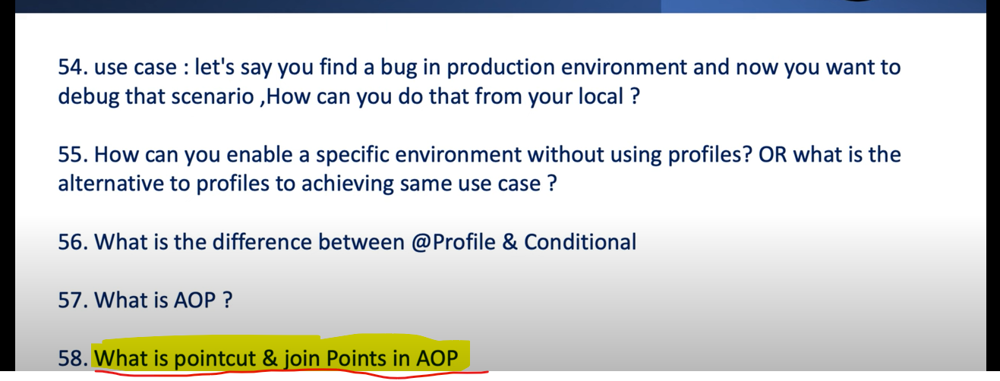 54. use case : let's say you find a bug in production environment and now you want to
debug that scenario ,How can you do that from your local ?
55. How can you enable a specific environment without using profiles? OR what is the
alternative to profiles to achieving same use case ?
56. What is the difference between @Profile & Conditional
57. What is AOP ?
58. What is pointcut & join Points in AOP